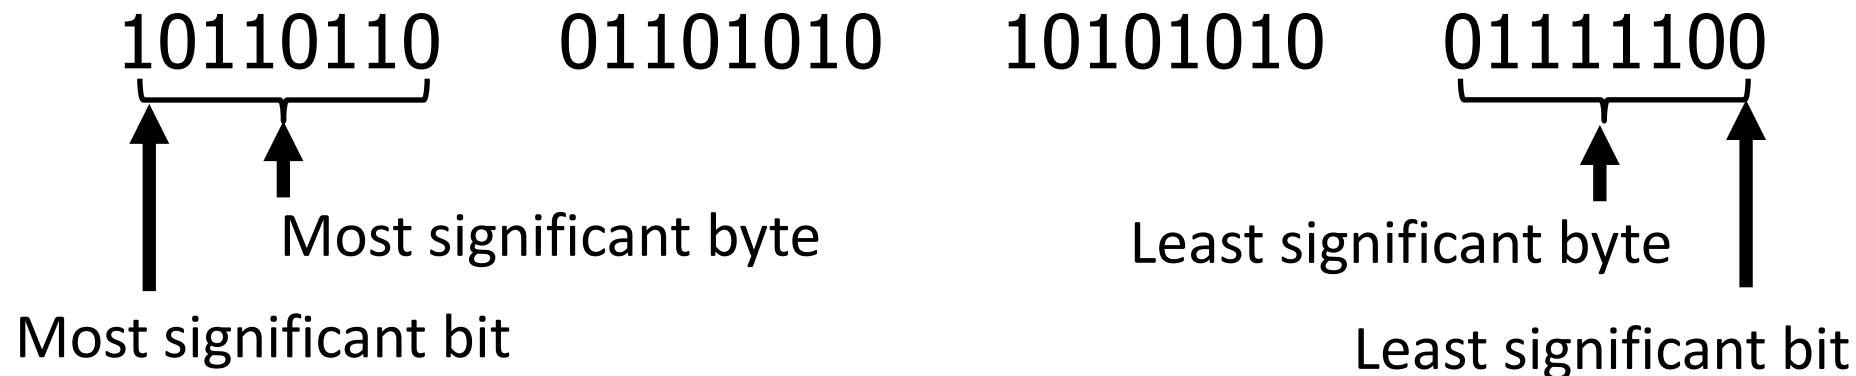 10110110 01101010 10101010 01111100
Most significant byte
Least significant byte
Most significant bit
Least significant bit